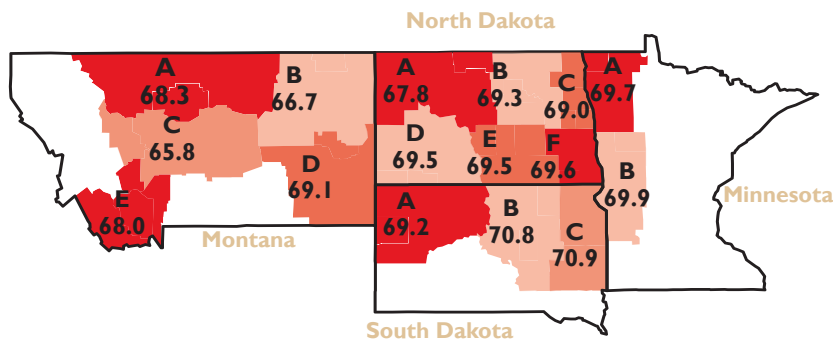 North Dakota
A
68.3
B
66.7
C
65.8
D
69.1
E
68.0
Montana
A
67.8
B
69.3
C
69.0
D
69.5
E
69.5
F
69.6
A
69.7
B
69.9
Minnesota
A
69.2
B
70.8
C
70.9
South Dakota